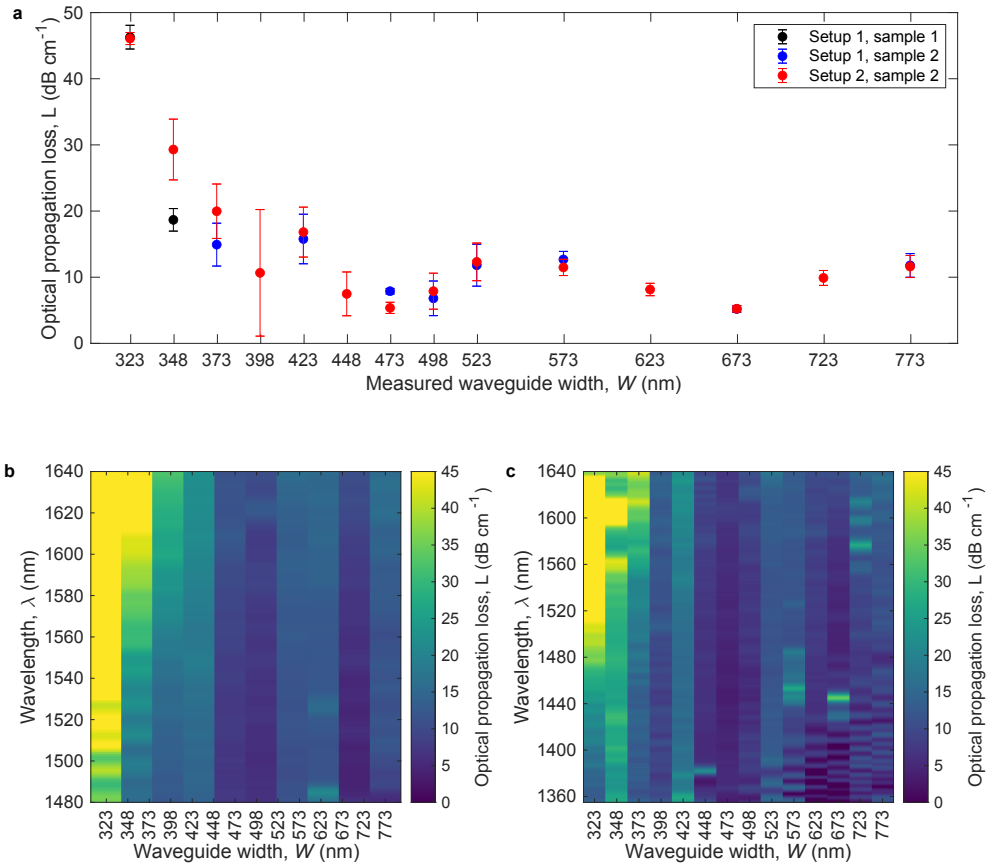 a
Optical propagation loss, L (dB cm⁻¹)
50
40
30
20
10
0
Setup 1, sample 1
Setup 1, sample 2
Setup 2, sample 2
323 348 373 398 423 448 473 498 523 573 623 673 723 773
Measured waveguide width, W (nm)
b
Wavelength, λ (nm)
1640
1620
1600
1580
1560
1540
1520
1500
1480
323 348 373 398 423 448 473 498 523 573 623 673 723 773
Waveguide width, W (nm)
45
40
35
30
25
20
15
10
5
0
Optical propagation loss, L (dB cm⁻¹)
c
Wavelength, λ (nm)
1640
1600
1560
1520
1480
1440
1400
1360
323 348 373 398 423 448 473 498 523 573 623 673 723 773
Waveguide width, W (nm)
45
40
35
30
25
20
15
10
5
0
Optical propagation loss, L (dB cm⁻¹)